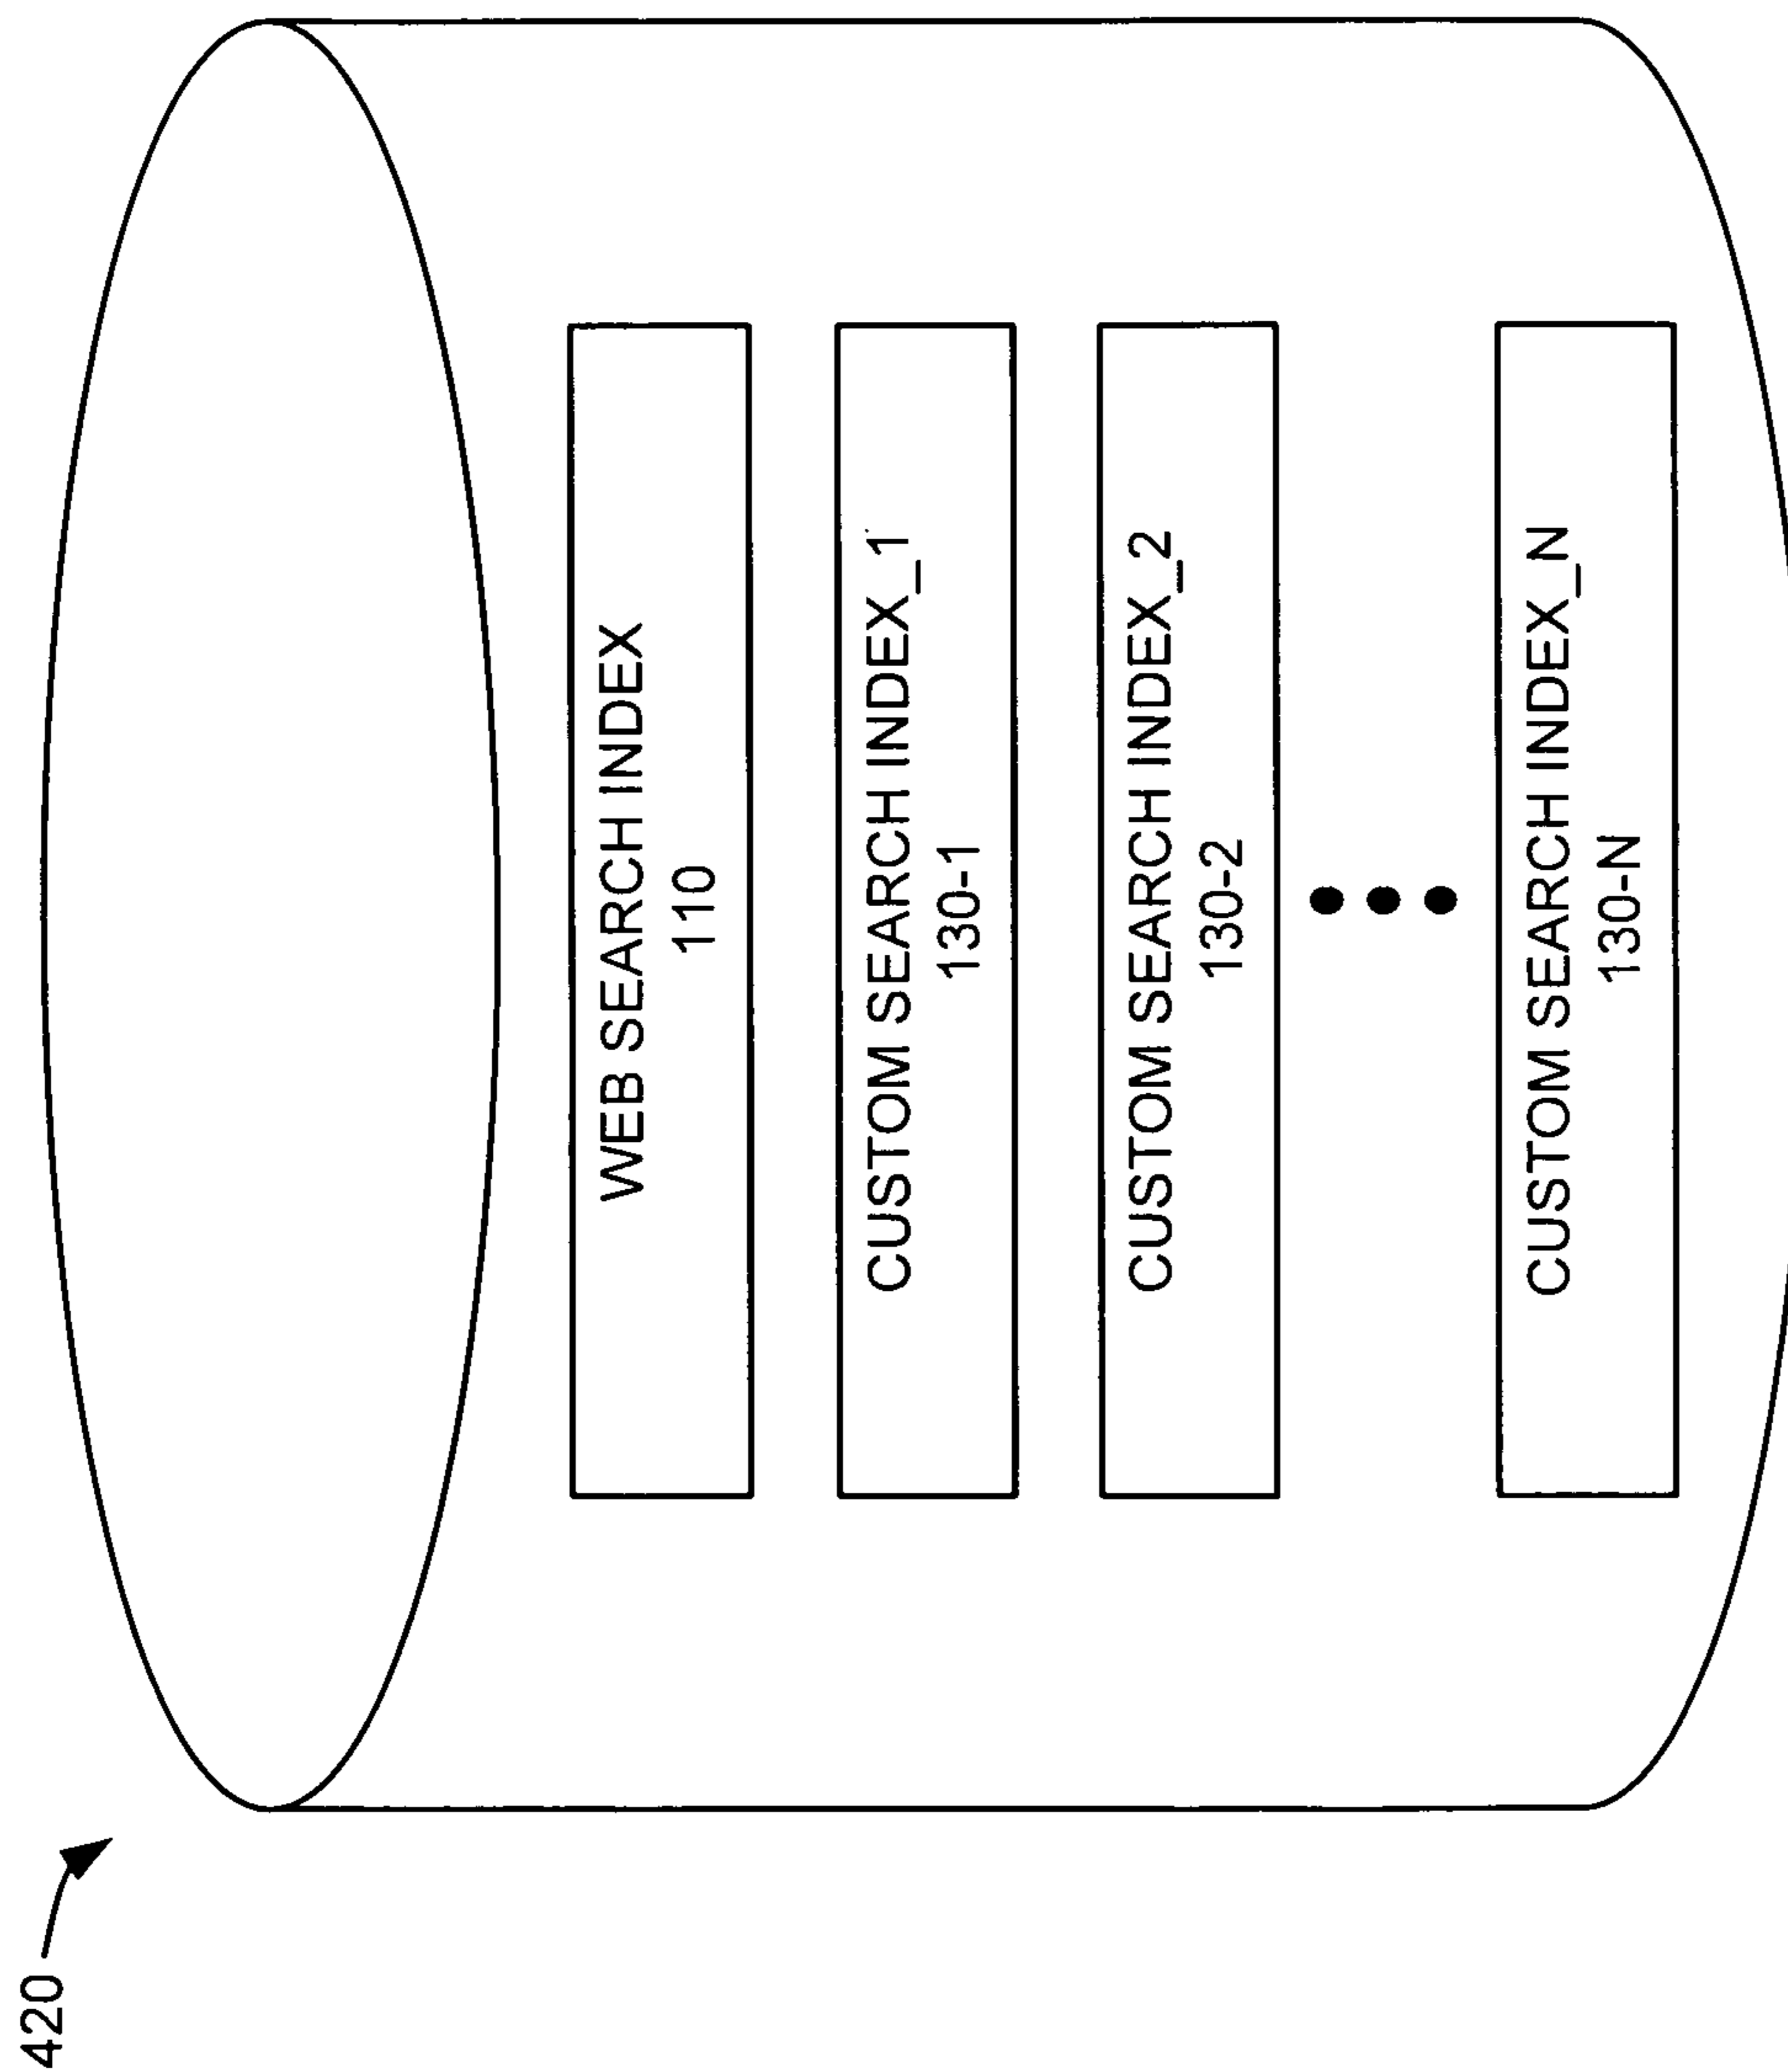 420
WEB SEARCH INDEX
110
CUSTOM SEARCH INDEX_1
130-1
CUSTOM SEARCH INDEX_2
130-2
CUSTOM SEARCH INDEX_N
130-N